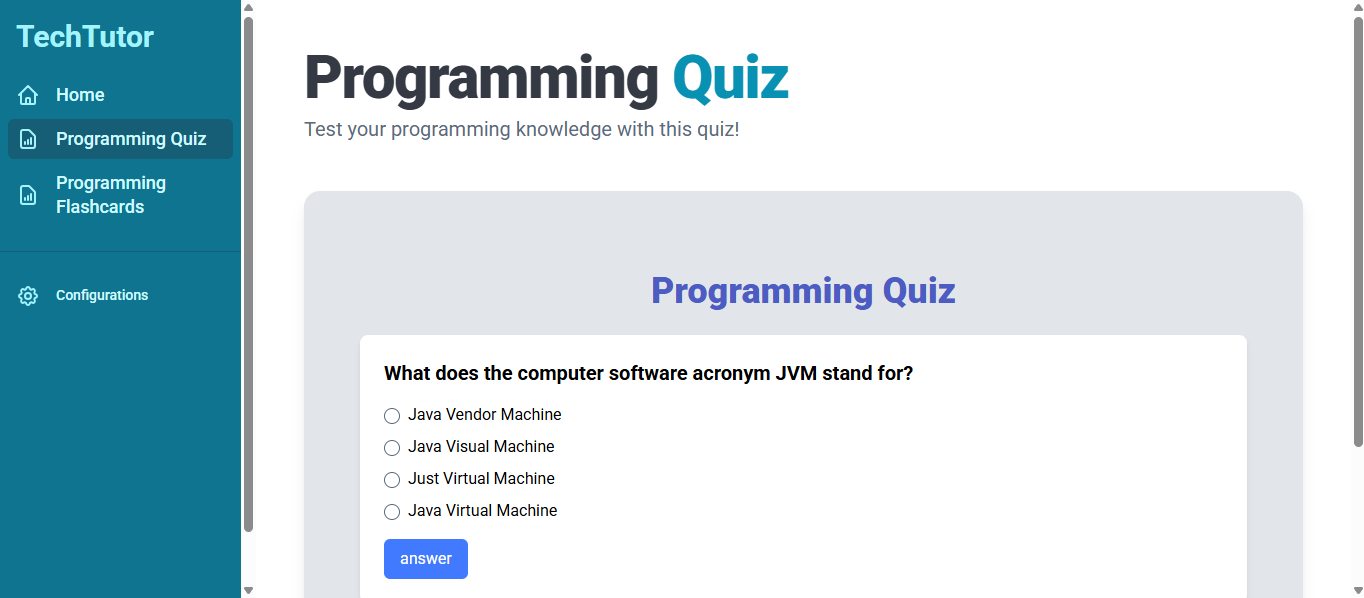 TechTutor
Home
Programming Quiz
Programming
Flashcards
Configurations
Programming Quiz
Test your programming knowledge with this quiz!
Programming Quiz
What does the computer software acronym JVM stand for?
Java Vendor Machine
Java Visual Machine
Just Virtual Machine
Java Virtual Machine
answer